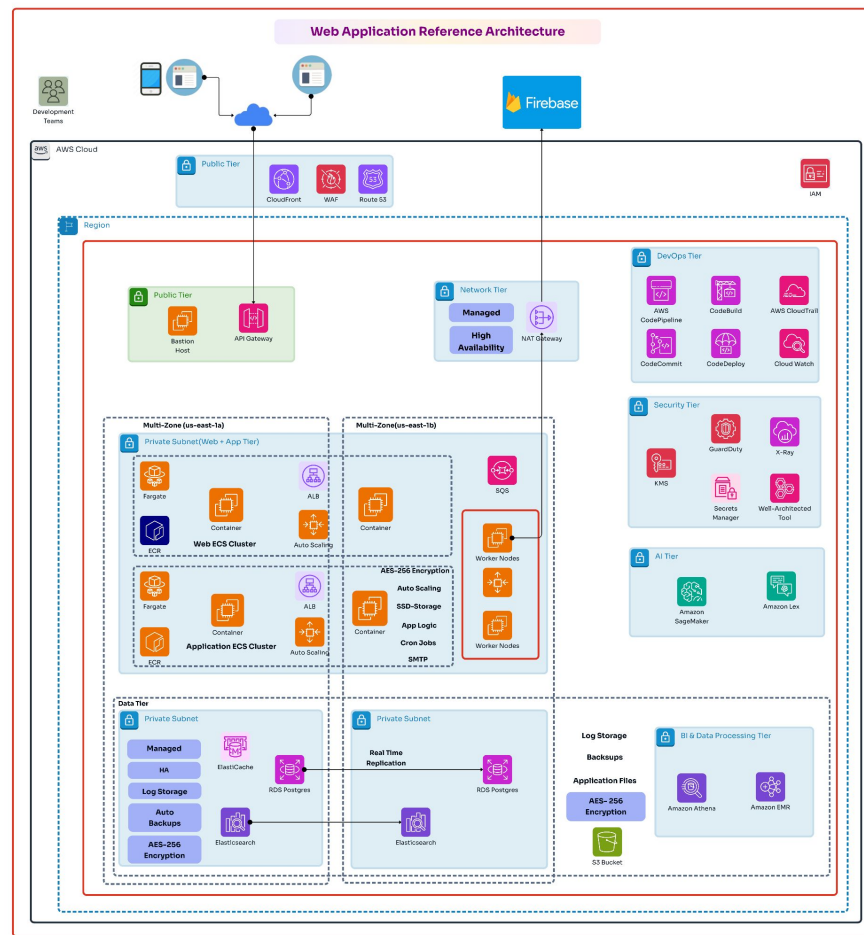 Web Application Reference Architecture
Development
Teams
Firebase
aws
AWS Cloud
Public Tier
CloudFront
WAF
53
Route 53
IAM
Region
Public Tier
Bastion
Host
API Gateway
Network Tier
Managed
High
Availability
NAT Gateway
DevOps Tier
AWS
CodePipeline
CodeBuild
AWS CloudTrail
CodeCommit
CodeDeploy
Cloud Watch
Security Tier
GuardDuty
X-Ray
KMS
Secrets
Manager
Well-Architected
Tool
AI Tier
Amazon
SageMaker
Amazon Lex
Multi-Zone (us-east-1a)
Multi-Zone(us-east-1b)
Private Subnet(Web + App Tier)
Fargate
Container
ALB
Container
SQS
ECR
Web ECS Cluster
Auto Scaling
Worker Nodes
Fargate
Container
ALB
Container
ECR
Application ECS Cluster
Auto Scaling
AES-256 Encryption
Auto Scaling
SSD-Storage
App Logic
Cron Jobs
SMTP
Worker Nodes
Data Tier
Private Subnet
Managed
HA
Log Storage
Auto
Backups
AES-256
Encryption
ElastiCache
RDS Postgres
Elasticsearch
Private Subnet
Real Time
Replication
RDS Postgres
Elasticsearch
Log Storage
Backsups
Application Files
AES- 256
Encryption
S3 Bucket
BI & Data Processing Tier
Amazon Athena
Amazon EMR